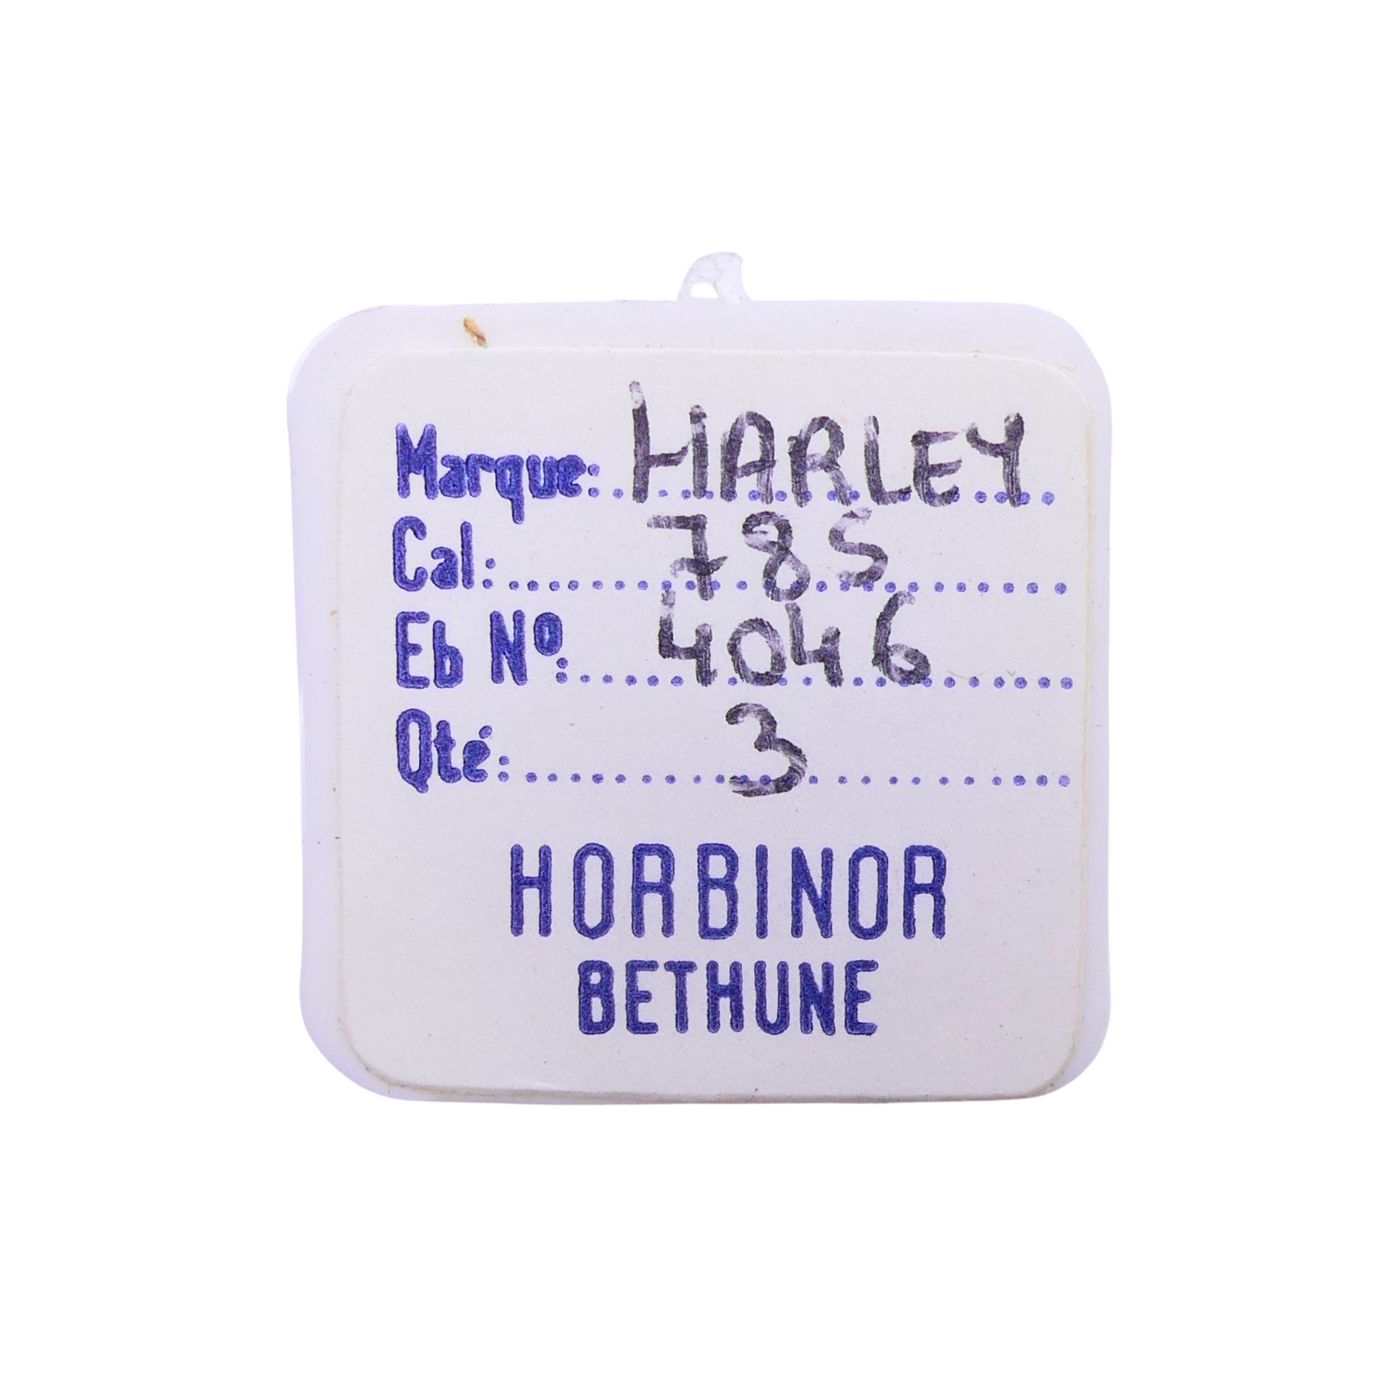 Marque: HARLEY
Cal: 785
Eb Nº: 4046
Qté: 3
HORBINOR
BETHUNE